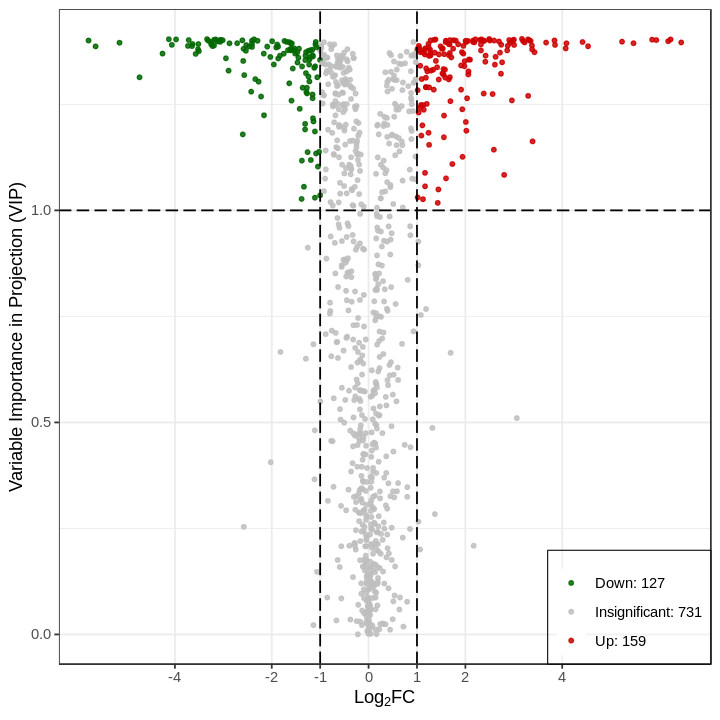 Variable Importance in Projection (VIP)
1.0
0.5
0.0
Down: 127
Insignificant: 731
Up: 159
-4 -2 -1 0 1 2 4
Log₂FC